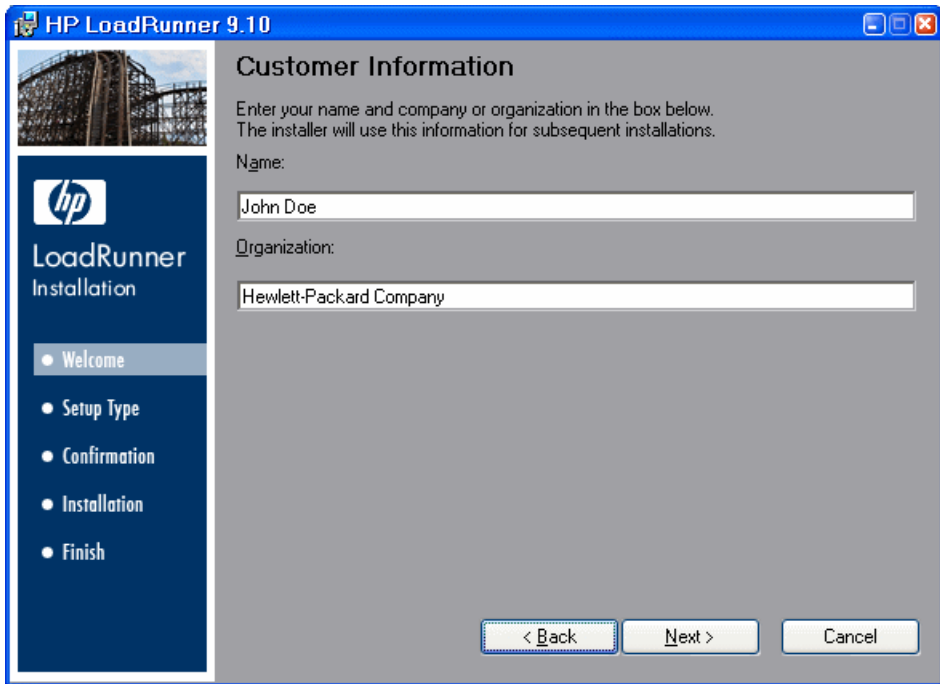 HP LoadRunner 9.10
Customer Information
Enter your name and company or organization in the box below.
The installer will use this information for subsequent installations.
Name:
John Doe
Organization:
Hewlett-Packard Company
hp
LoadRunner
Installation
Welcome
Setup Type
Confirmation
Installation
Finish
< Back
Next >
Cancel